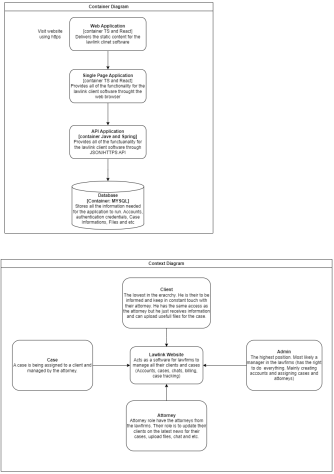 Container Diagram
Visit website
using https
Web Application
[container TS and React]
Delivers the static content for the
lawlink clinet software
Single Page Application
[container TS and React]
Provides all of the functionality for the
lawlink client software throught the
web browser
API Application
[container Java and Spring]
Provides all of the functuanality for the
lawlink client software through
JSON/HTTPS API
Database
[Container: MYSQL]
Stores all the information needed
for the application to run: Accounts,
authentication credentials, Case
Informations, Files and etc
Context Diagram
Client
The lowest in the eracrchy. He is their to be
informed and keep in constant touch with
their attorney. He has the same access as
the attorney but he just receives information
and can upload usefull files for the case.
Case
A case is being assigned to a client and
managed by the attorney.
Lawlink Website
Acts as a software for lawfirms to
manage all their clients and cases
(Accounts, cases, chats, billing,
case tracking)
Admin
The highest position. Most likely a
manager in the lawfirms (has the right
to do everything. Mainly creating
accounts and assigning cases and
attorneys)
Attorney
Attorney role have the attorneys from
the lawfirms. Their role is to update their
clients on the latest news for their
cases, upload files, chat and etc.